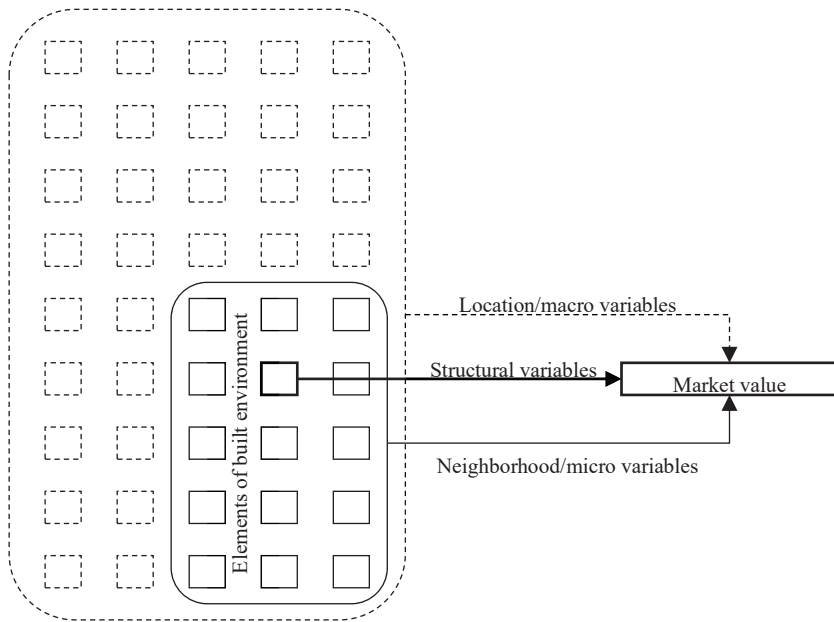 Location/macro variables
Structural variables
Market value
Elements of built environment
Neighborhood/micro variables